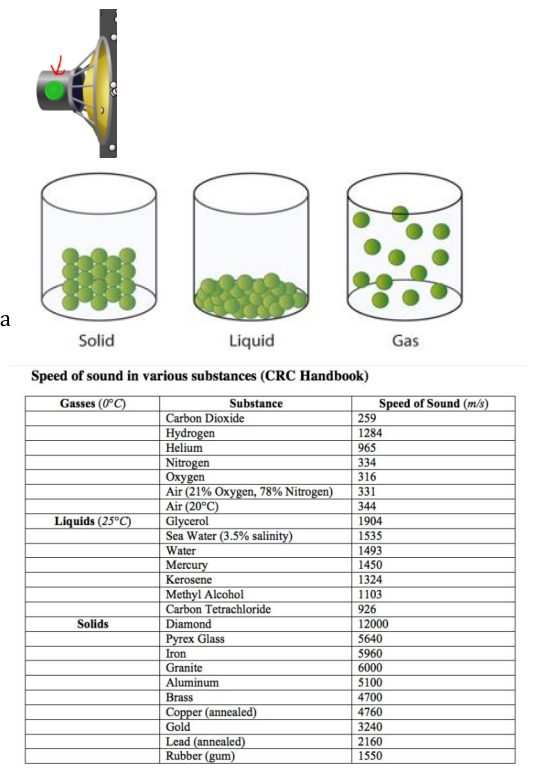 a
Solid Liquid Gas
Speed of sound in various substances (CRC Handbook)
Gasses (0°C) Substance Speed of Sound (m/s)
Carbon Dioxide 259
Hydrogen 1284
Helium 965
Nitrogen 334
Oxygen 316
Air (21% Oxygen, 78% Nitrogen) 331
Air (20°C) 344
Liquids (25°C) Glycerol 1904
Sea Water (3.5% salinity) 1535
Water 1493
Mercury 1450
Kerosene 1324
Methyl Alcohol 1103
Carbon Tetrachloride 926
Solids Diamond 12000
Pyrex Glass 5640
Iron 5960
Granite 6000
Aluminum 5100
Brass 4700
Copper (annealed) 4760
Gold 3240
Lead (annealed) 2160
Rubber (gum) 1550